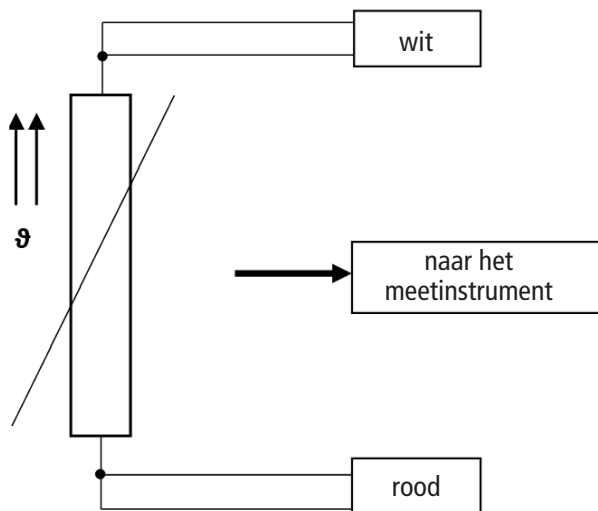 wit
ϑ
naar het
meetinstrument
rood